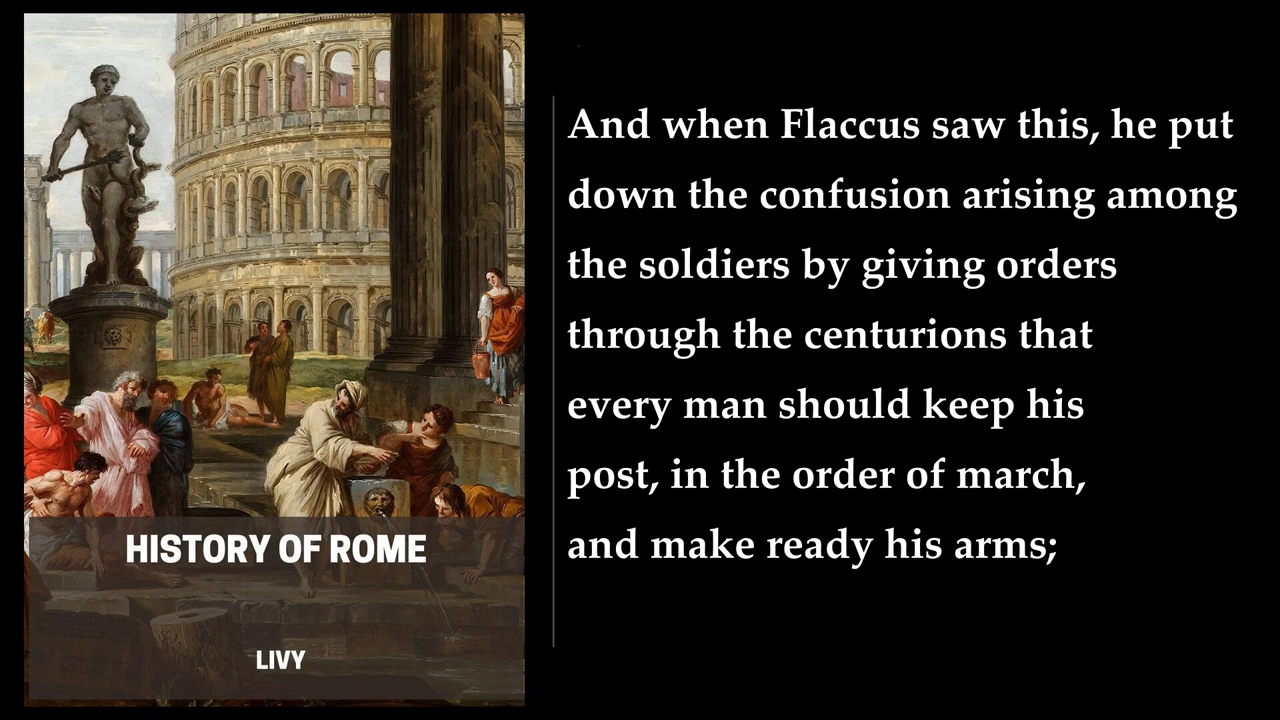 HISTORY OF ROME
LIVY
And when Flaccus saw this, he put
down the confusion arising among
the soldiers by giving orders
through the centurions that
every man should keep his
post, in the order of march,
and make ready his arms;